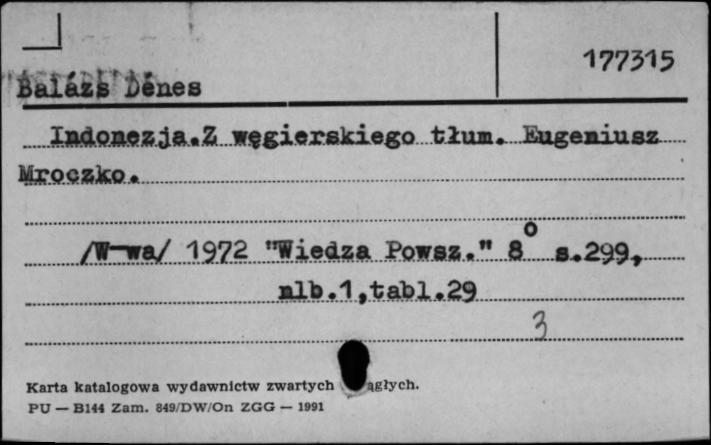 177315
Balázs Dénes
Indonezja.Z węgierskiego tłum. Eugeniusz
Mroczko.
/W-wa/ 1972 "Wiedza Powsz." 8° s.299,
nlb.1,tabl.29
3
Karta katalogowa wydawnictw zwartych ągłych.
PU — B144 Zam. 849/DW/On ZGG — 1991